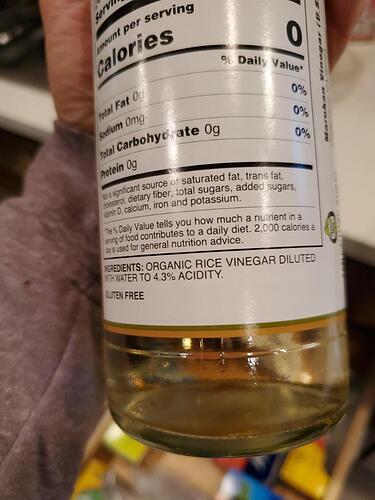 Servin
Amount per serving
Calories 0
% Daily Value*
Total Fat 0g 0%
Sodium 0mg 0%
Total Carbohydrate 0g 0%
Protein 0g
Not a significant source of saturated fat, trans fat,
cholesterol, dietary fiber, total sugars, added sugars,
vitamin D, calcium, iron and potassium.
*The % Daily Value tells you how much a nutrient in a
serving of food contributes to a daily diet. 2,000 calories a
day is used for general nutrition advice.
INGREDIENTS: ORGANIC RICE VINEGAR DILUTED
WITH WATER TO 4.3% ACIDITY.
GLUTEN FREE
Marukan Vinegar (U.S.